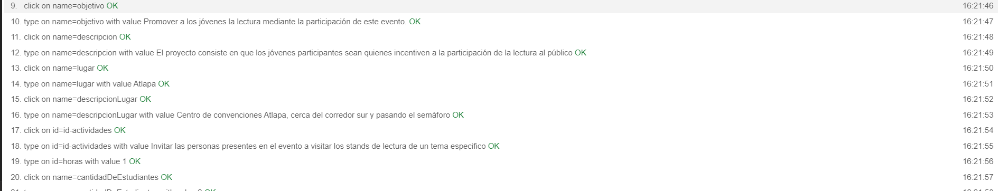 9. click on name=objetivo OK 16:21:46
10. type on name=objetivo with value Promover a los jóvenes la lectura mediante la participación de este evento. OK 16:21:47
11. click on name=descripcion OK 16:21:48
12. type on name=descripcion with value El proyecto consiste en que los jóvenes participantes sean quienes incentiven a la participación de la lectura al público OK 16:21:49
13. click on name=lugar OK 16:21:50
14. type on name=lugar with value Atlapa OK 16:21:51
15. click on name=descripcionLugar OK 16:21:52
16. type on name=descripcionLugar with value Centro de convenciones Atlapa, cerca del corredor sur y pasando el semáforo OK 16:21:53
17. click on id=id-actividades OK 16:21:54
18. type on id=id-actividades with value Invitar las personas presentes en el evento a visitar los stands de lectura de un tema especifico OK 16:21:55
19. type on id=horas with value 1 OK 16:21:56
20. click on name=cantidadDeEstudiantes OK 16:21:57